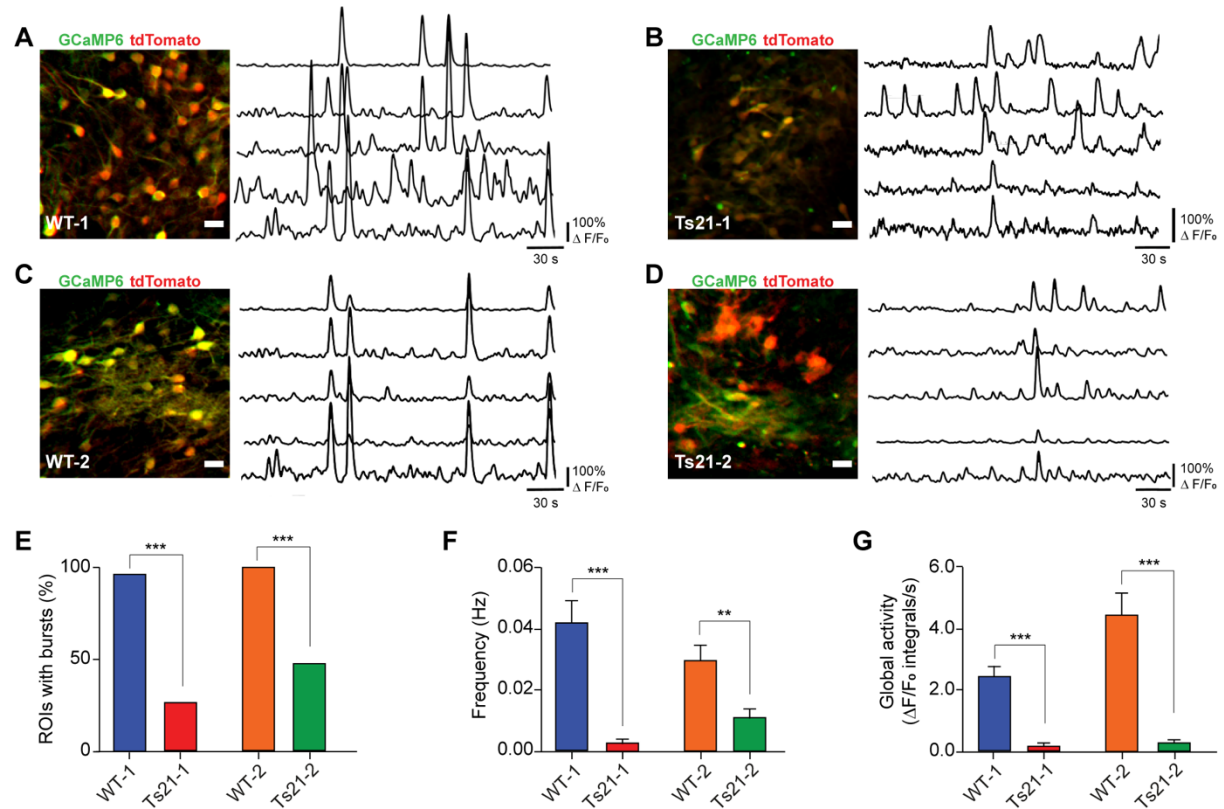 A
GCaMP6 tdTomato
WT-1
100%
Δ F/F₀
30 s
B
GCaMP6 tdTomato
Ts21-1
100%
Δ F/F₀
30 s
C
GCaMP6 tdTomato
WT-2
100%
Δ F/F₀
30 s
D
GCaMP6 tdTomato
Ts21-2
100%
Δ F/F₀
30 s
E
ROIs with bursts (%)
100
50
0
***
***
WT-1
Ts21-1
WT-2
Ts21-2
F
Frequency (Hz)
0.06
0.04
0.02
0.00
***
**
WT-1
Ts21-1
WT-2
Ts21-2
G
Global activity
(ΔF/F₀ integrals/s)
6.0
4.0
2.0
0.0
***
***
WT-1
Ts21-1
WT-2
Ts21-2